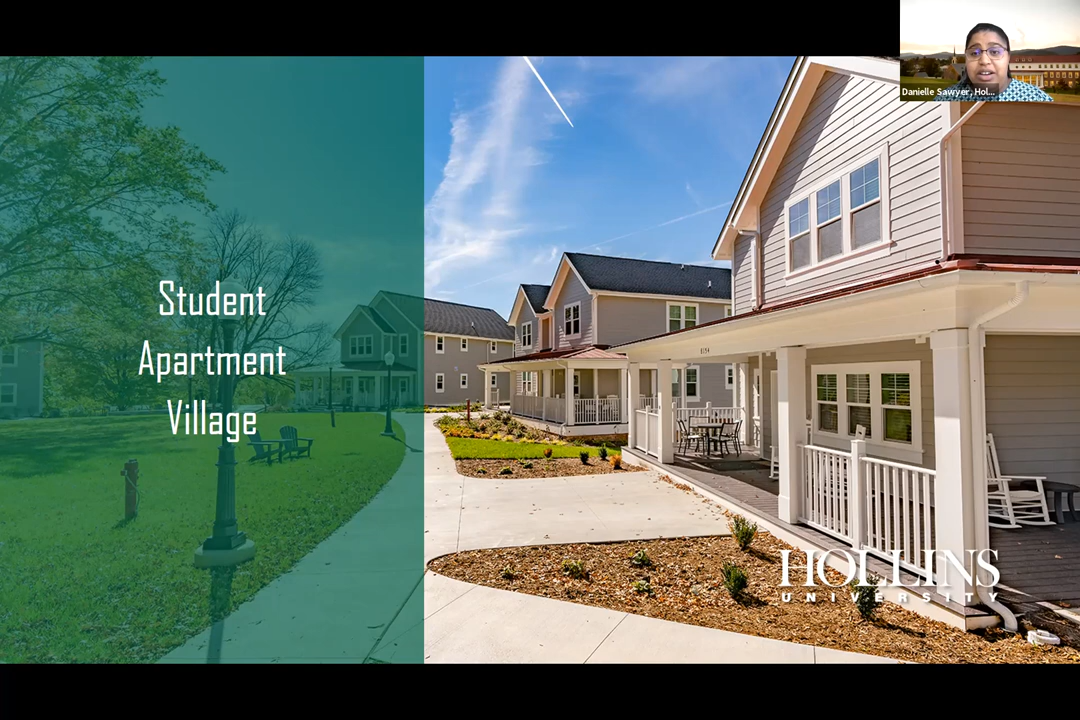 Danielle Sawyer, Hol...
Student
Apartment
Village
HOLLINS
UNIVERSITY